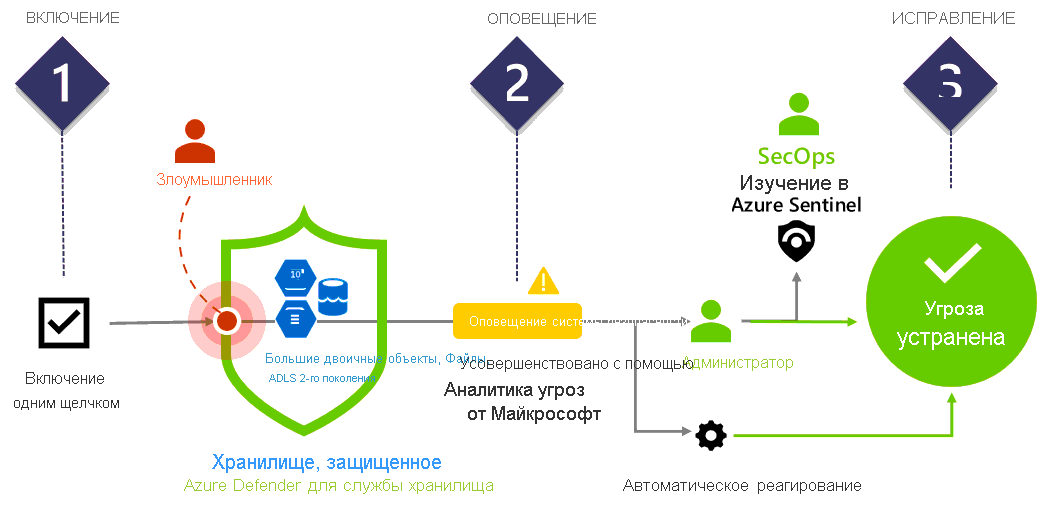 ВКЛЮЧЕНИЕ
ОПОВЕЩЕНИЕ
ИСПРАВЛЕНИЕ
1
2
3
Злоумышленник
SecOps
Изучение в
Azure Sentinel
10
Оповещение системы безопасности
Угроза
устранена
Большие двоичные объекты, Файлы,
ADLS 2-го поколения
Усовершенствовано с помощью
Администратор
Включение
одним щелчком
Аналитика угроз
от Майкрософт
Хранилище, защищенное
Azure Defender для службы хранилища
Автоматическое реагирование